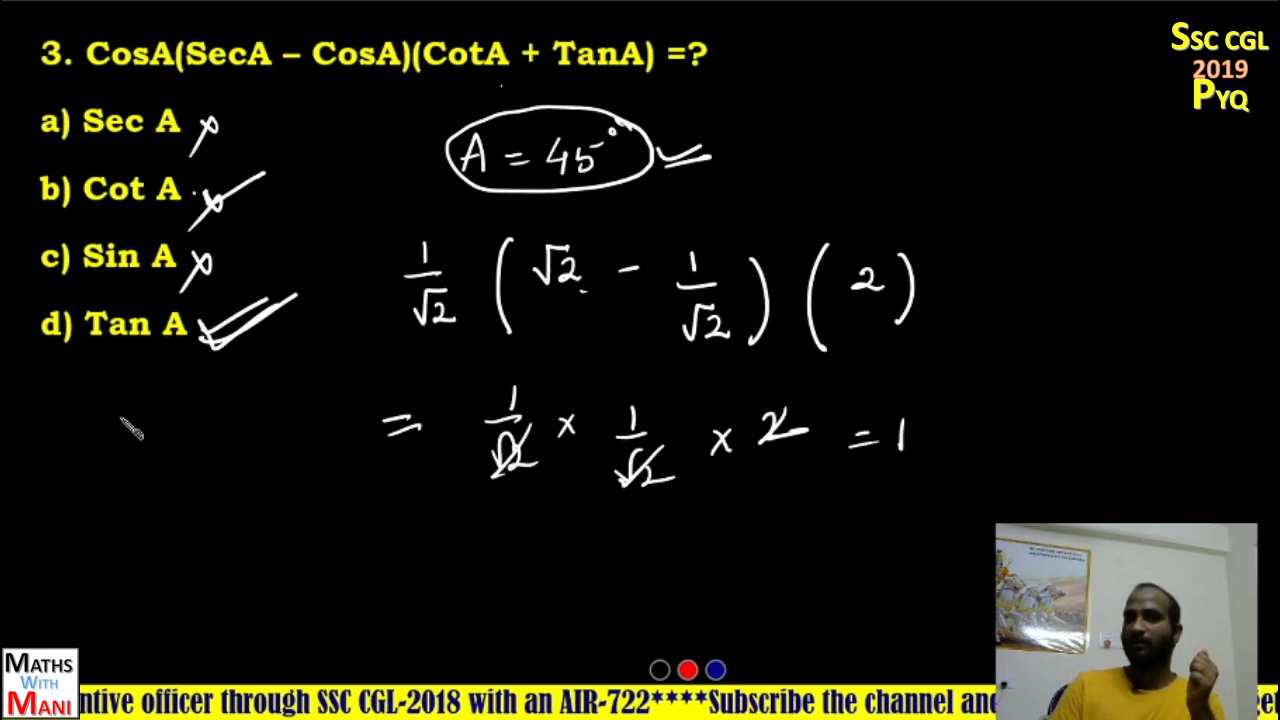 3. CosA(SecA – CosA)(CotA + TanA) =?
SSC CGL
2019
PYQ
a) Sec A
b) Cot A
c) Sin A
d) Tan A
A = 45°
1/√2 (√2 - 1/√2) (2)
= 1/√2 × 1/√2 × 2 = 1
MATHS
WITH
MANI
ntive officer through SSC CGL-2018 with an AIR-722****Subscribe the channel an